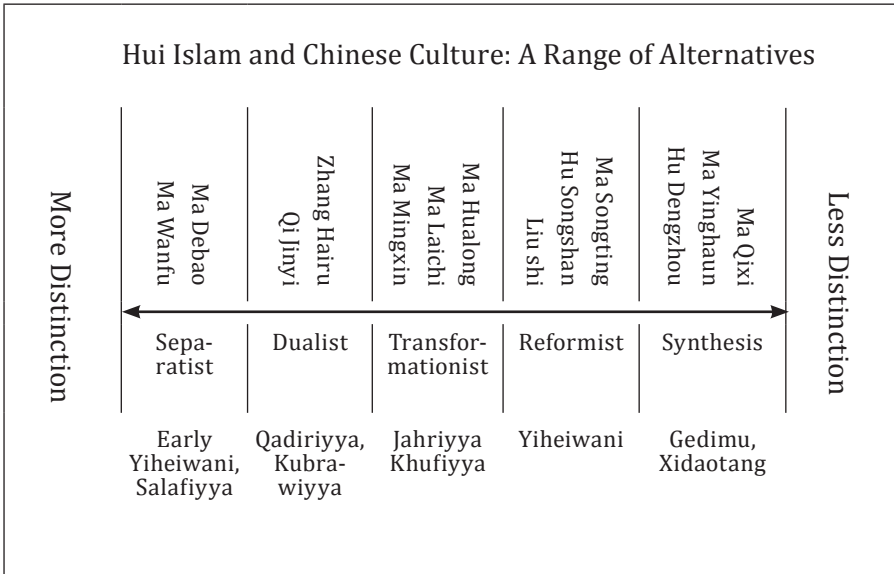 Hui Islam and Chinese Culture: A Range of Alternatives
More Distinction
Ma Wanfu
Ma Debao
Qi Jinyi
Zhang Hairu
Ma Mingxin
Ma Laichi
Ma Hualong
Liu shi
Hu Songshan
Ma Songting
Hu Dengzhou
Ma Yinghaun
Ma Qixi
Less Distinction
Sepa-
ratist
Dualist
Transfor-
mationist
Reformist
Synthesis
Early
Yiheiwani,
Salafiyya
Qadiriyya,
Kubra-
wiyya
Jahriyya
Khufiyya
Yiheiwani
Gedimu,
Xidaotang